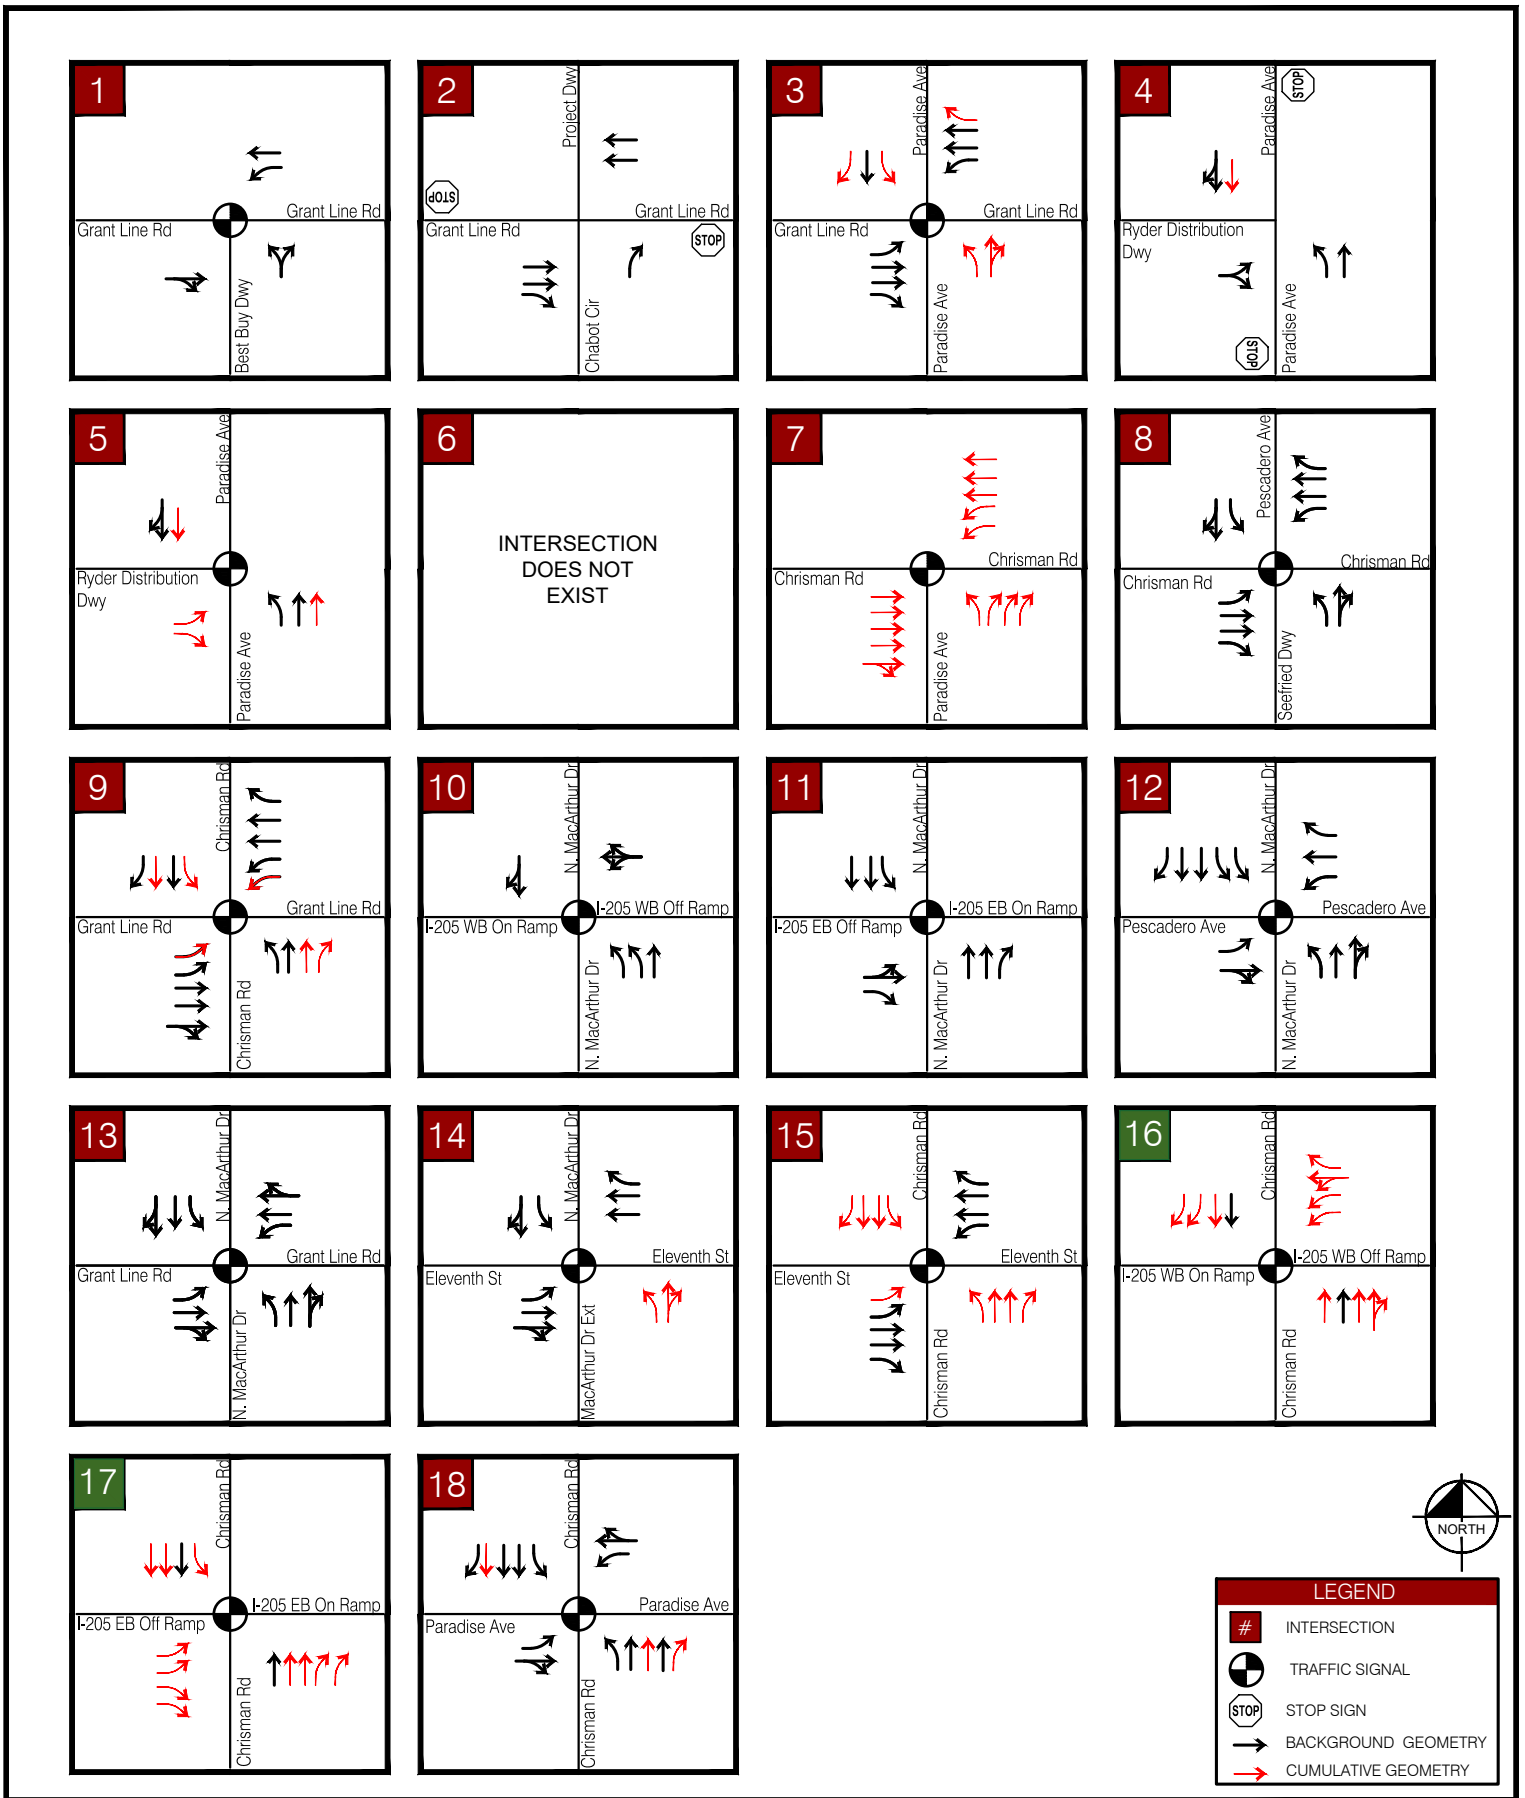 1
Grant Line Rd
Grant Line Rd
Best Buy Dwy
2
Project Dwy
STOP
Grant Line Rd
Grant Line Rd
STOP
Chabot Cir
3
Paradise Ave
Grant Line Rd
Grant Line Rd
Paradise Ave
4
Paradise Ave
STOP
Ryder Distribution
Dwy
STOP
Paradise Ave
5
Paradise Ave
Ryder Distribution
Dwy
Paradise Ave
6
INTERSECTION
DOES NOT
EXIST
7
Chrisman Rd
Chrisman Rd
Paradise Ave
8
Pescadero Ave
Chrisman Rd
Chrisman Rd
Seefried Dwy
9
Chrisman Rd
Grant Line Rd
Grant Line Rd
Chrisman Rd
10
N. MacArthur Dr
I-205 WB Off Ramp
I-205 WB On Ramp
N. MacArthur Dr
11
N. MacArthur Dr
I-205 EB On Ramp
I-205 EB Off Ramp
N. MacArthur Dr
12
N. MacArthur Dr
Pescadero Ave
Pescadero Ave
N. MacArthur Dr
13
N. MacArthur Dr
Grant Line Rd
Grant Line Rd
N. MacArthur Dr
14
N. MacArthur Dr
Eleventh St
Eleventh St
MacArthur Dr Ext
15
Chrisman Rd
Eleventh St
Eleventh St
Chrisman Rd
16
Chrisman Rd
I-205 WB Off Ramp
I-205 WB On Ramp
Chrisman Rd
17
Chrisman Rd
I-205 EB On Ramp
I-205 EB Off Ramp
Chrisman Rd
18
Chrisman Rd
Paradise Ave
Paradise Ave
Chrisman Rd
NORTH
LEGEND
# INTERSECTION
TRAFFIC SIGNAL
STOP STOP SIGN
BACKGROUND GEOMETRY
CUMULATIVE GEOMETRY